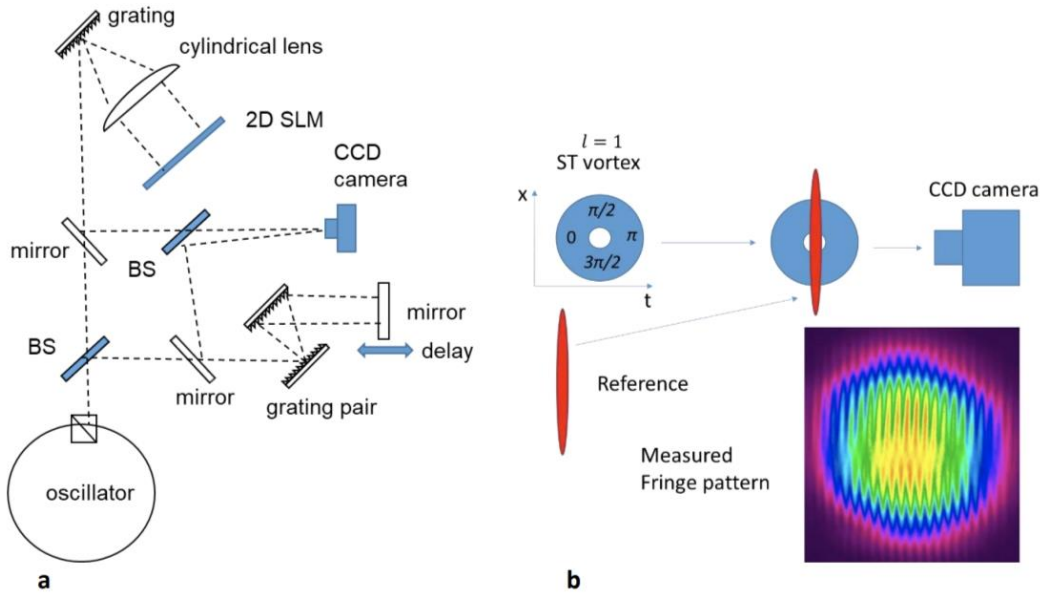 grating
cylindrical lens
2D SLM
CCD
camera
mirror
BS
BS
mirror
delay
mirror
grating pair
oscillator
a
l = 1
ST vortex
x
π/2
0
π
3π/2
t
CCD camera
Reference
Measured
Fringe pattern
b